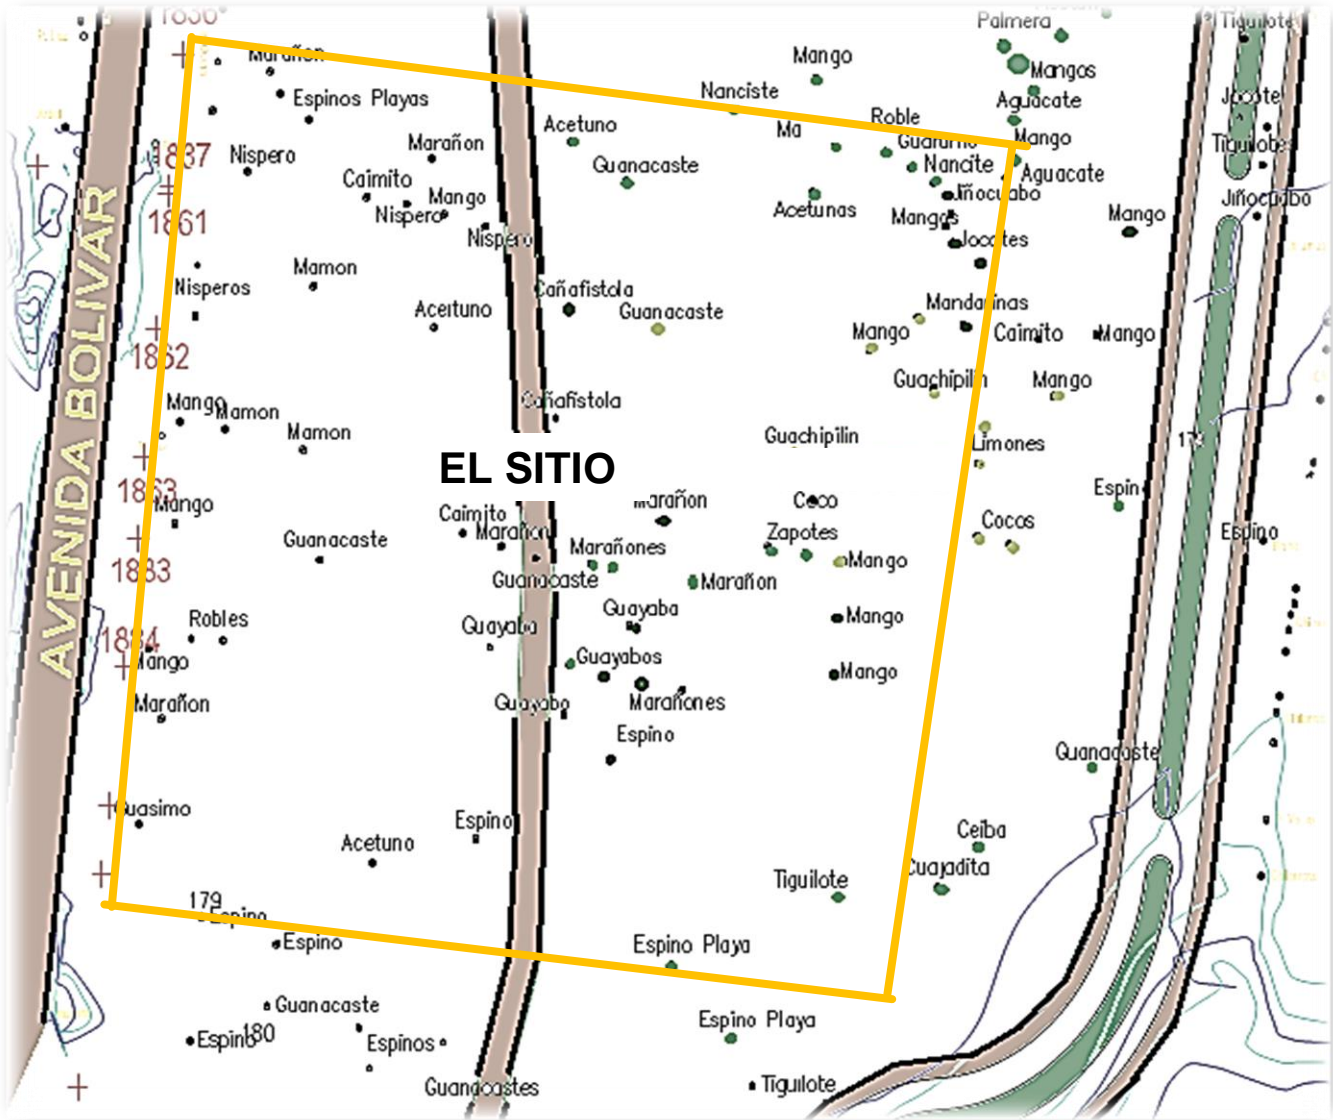 1836
Palmera
Tiguilote
Marañon
Mango
Mangos
Espinos Playas
Nanciste
Aguacate
Jocote
Acetuno
Ma
Roble
Mango
Tiguilotes
1837
Nispero
Marañon
Guanacaste
Nancite
Aguacate
Caimito
Mango
Jiñocuabo
Jiñocuabo
Nispero
Acetunas
Mangos
Mango
1861
Nispero
Jocotes
Mamon
Nisperos
Cañafistola
Aceituno
Guanacaste
Mandarinas
1862
Mango
Caimito
Mango
Guachipilin
Mango
Mango
Mamon
Cañafistola
Mamon
Guachipilin
Limones
179
AVENIDA BOLIVAR
EL SITIO
1863
Mango
Caimito
Marañon
Marañon
Coco
Espin
Guanacaste
Marañones
Zapotes
Cocos
Espino
1883
Guanacaste
Marañon
Mango
Robles
Guayaba
Guayaba
Mango
1884
Mango
Guayabos
Mango
Marañon
Guayabo
Marañones
Espino
Guanacaste
Guasimo
Espino
Acetuno
Ceiba
Cuajadita
Tiguilote
179
Espino
Espino
Espino Playa
Guanacaste
Espino Playa
Espino
180
Espinos
Guanacastes
Tiguilote